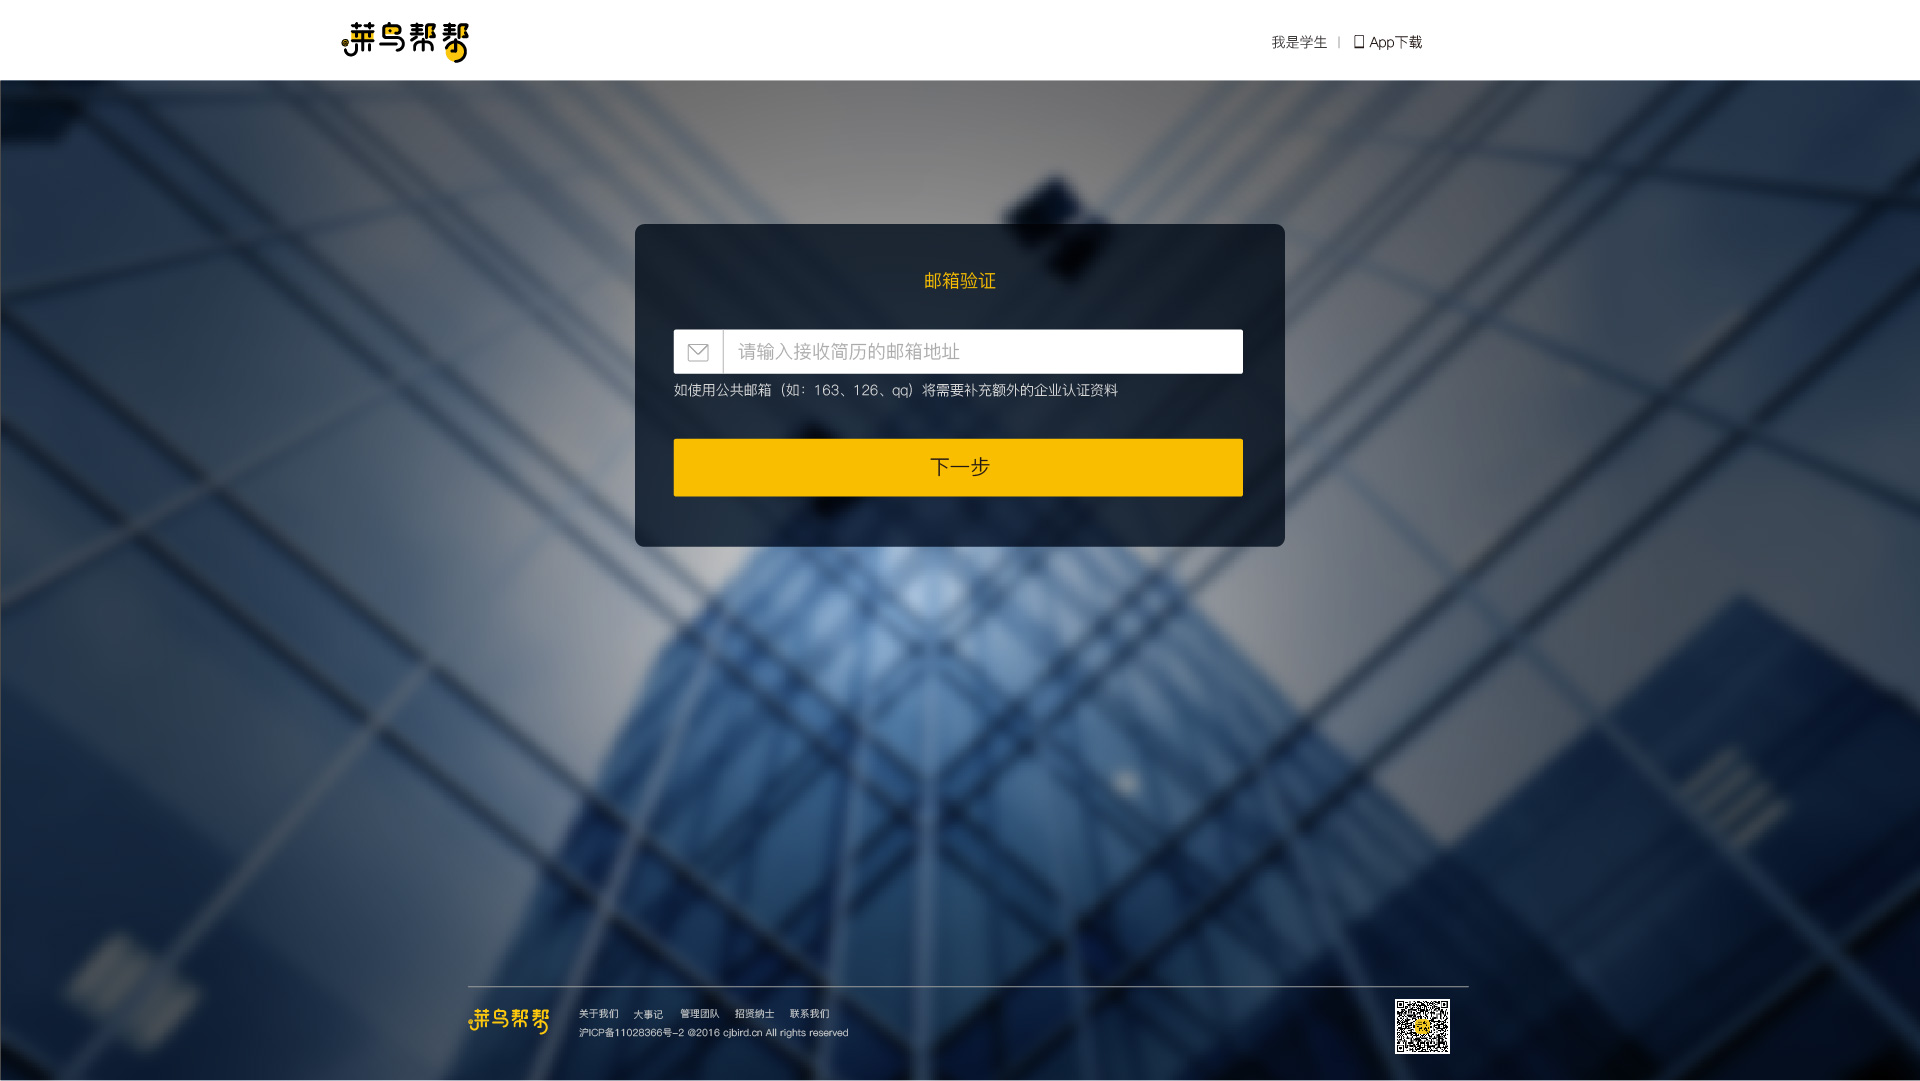 菜鸟帮帮
我是学生 | App下载
邮箱验证
请输入接收简历的邮箱地址
如使用公共邮箱（如：163、126、qq）将需要补充额外的企业认证资料
下一步
菜鸟帮帮
关于我们 大事记 管理团队 招贤纳士 联系我们
沪ICP备11028366号-2 @2016 cjbird.cn All rights reserved